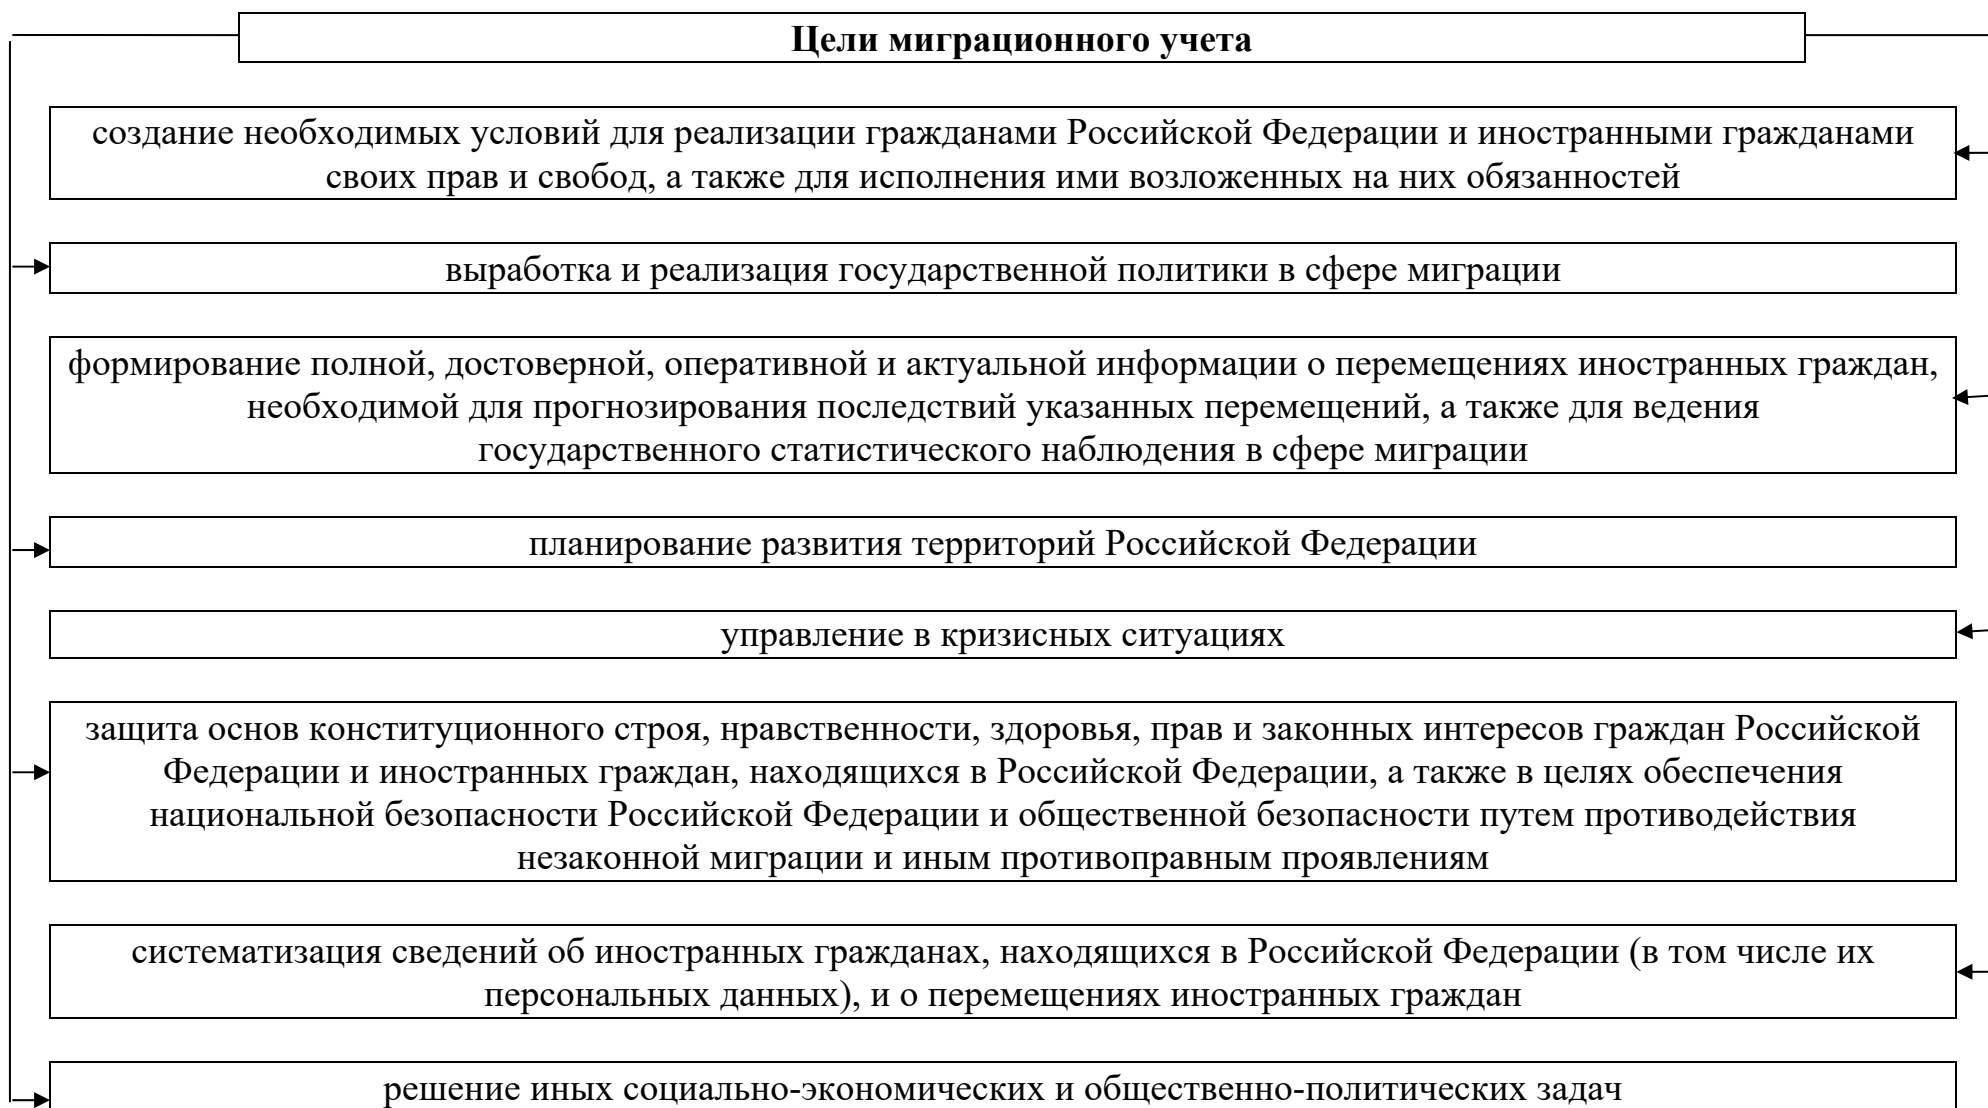 Цели миграционного учета
создание необходимых условий для реализации гражданами Российской Федерации и иностранными гражданами
своих прав и свобод, а также для исполнения ими возложенных на них обязанностей
выработка и реализация государственной политики в сфере миграции
формирование полной, достоверной, оперативной и актуальной информации о перемещениях иностранных граждан,
необходимой для прогнозирования последствий указанных перемещений, а также для ведения
государственного статистического наблюдения в сфере миграции
планирование развития территорий Российской Федерации
управление в кризисных ситуациях
защита основ конституционного строя, нравственности, здоровья, прав и законных интересов граждан Российской
Федерации и иностранных граждан, находящихся в Российской Федерации, а также в целях обеспечения
национальной безопасности Российской Федерации и общественной безопасности путем противодействия
незаконной миграции и иным противоправным проявлениям
систематизация сведений об иностранных гражданах, находящихся в Российской Федерации (в том числе их
персональных данных), и о перемещениях иностранных граждан
решение иных социально-экономических и общественно-политических задач